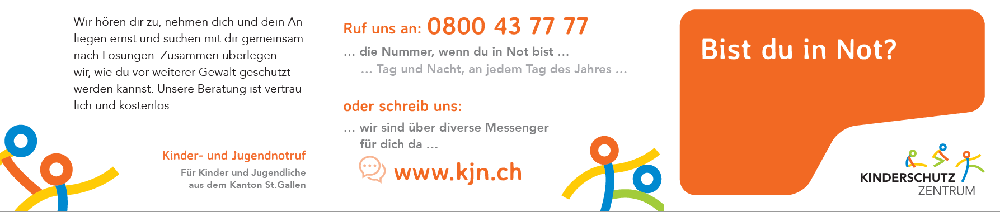 Wir hören dir zu, nehmen dich und dein An-
liegen ernst und suchen mit dir gemeinsam
nach Lösungen. Zusammen überlegen
wir, wie du vor weiterer Gewalt geschützt
werden kannst. Unsere Beratung ist vertrau-
lich und kostenlos.
Kinder- und Jugendnotruf
Für Kinder und Jugendliche
aus dem Kanton St.Gallen
Ruf uns an: 0800 43 77 77
... die Nummer, wenn du in Not bist ...
... Tag und Nacht, an jedem Tag des Jahres ...
oder schreib uns:
... wir sind über diverse Messenger
für dich da ...
www.kjn.ch
Bist du in Not?
KINDERSCHUTZ
ZENTRUM